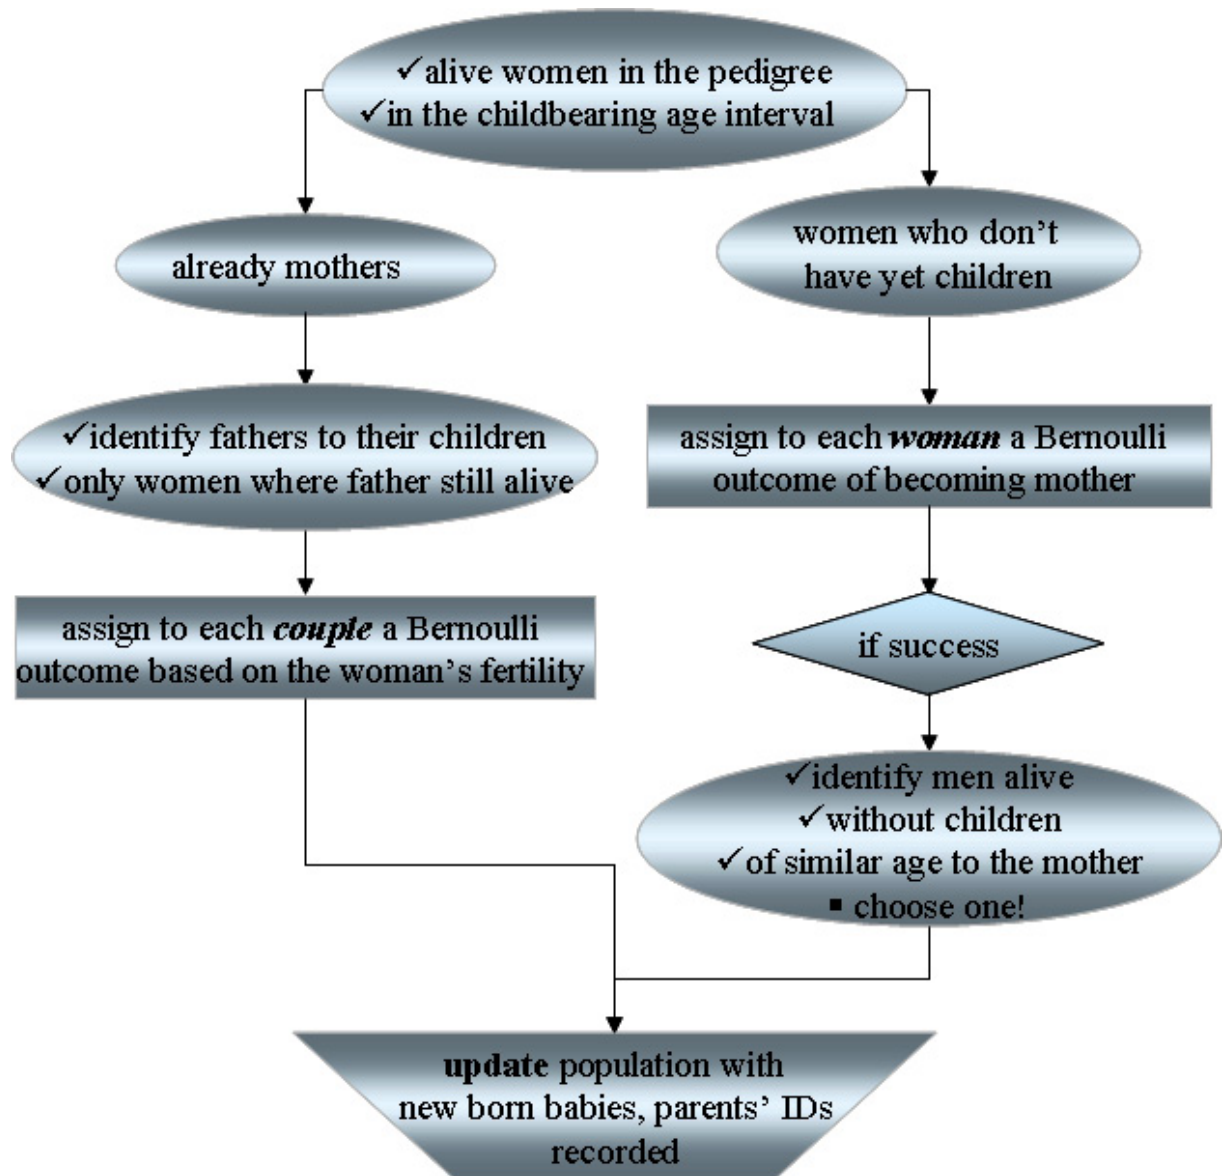 ✓alive women in the pedigree
✓in the childbearing age interval
already mothers
women who don't
have yet children
✓identify fathers to their children
✓only women where father still alive
assign to each woman a Bernoulli
outcome of becoming mother
assign to each couple a Bernoulli
outcome based on the woman's fertility
if success
✓identify men alive
✓without children
✓of similar age to the mother
▪ choose one!
update population with
new born babies, parents' IDs
recorded